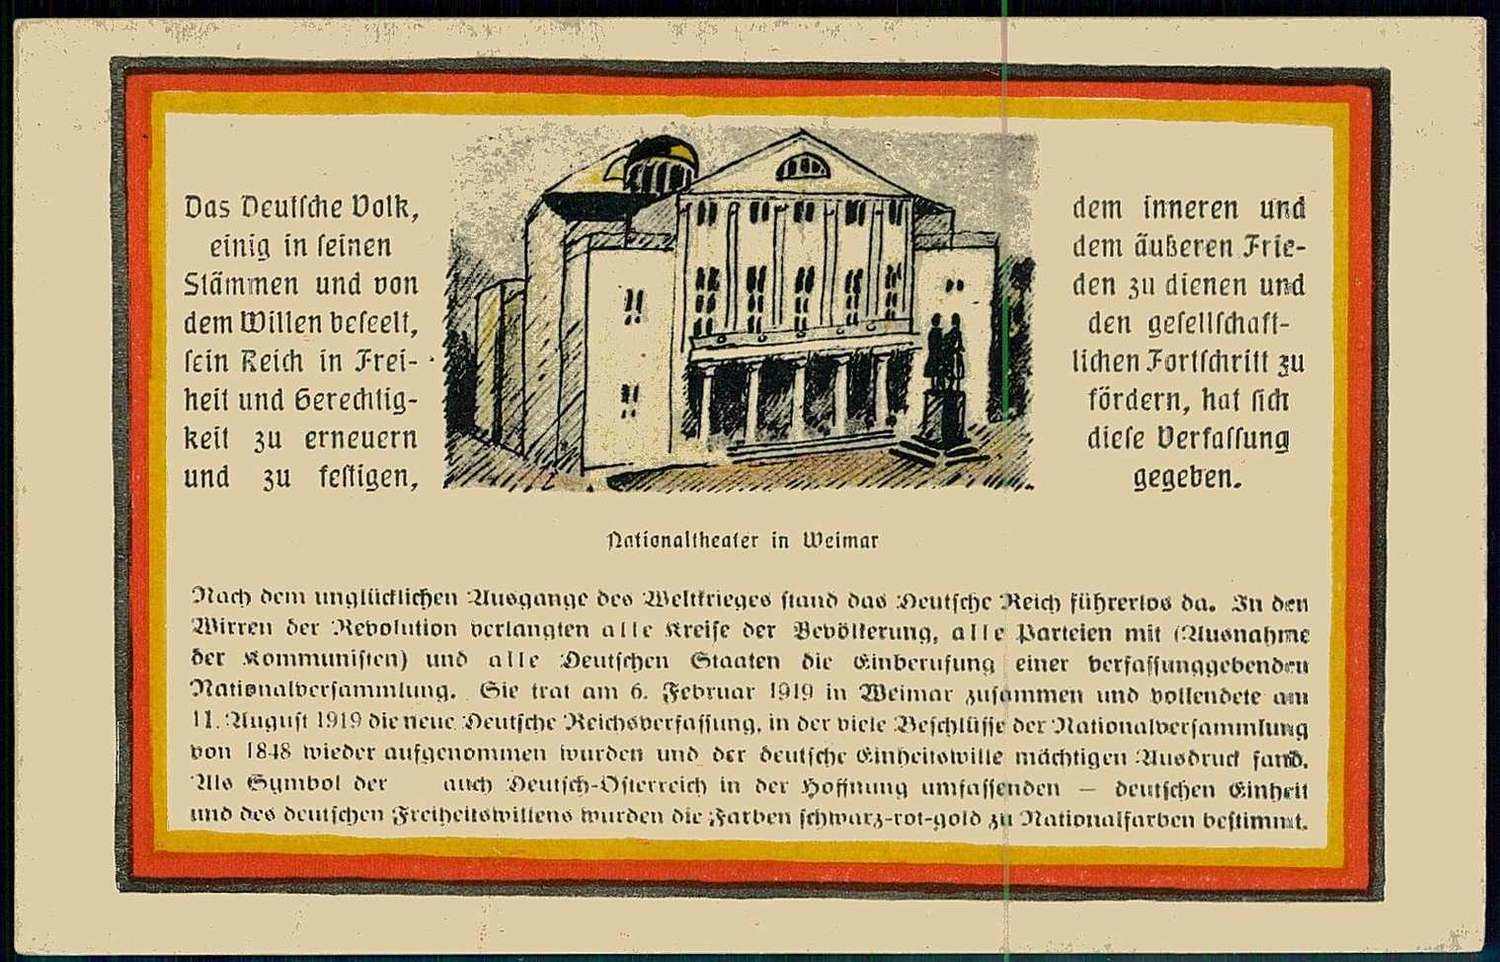 Das Deutsche Volk,
einig in seinen
Stämmen und von
dem Willen beseelt,
sein Reich in Frei-
heit und Gerechtig-
keit zu erneuern
und zu festigen,
dem inneren und
dem äußeren Frie-
den zu dienen und
den gesellschaft-
lichen Fortschritt zu
fördern, hat sich
diese Verfassung
gegeben.
Nationaltheater in Weimar
Nach dem unglücklichen Ausgange des Weltkrieges stand das Deutsche Reich führerlos da. In den
Wirren der Revolution verlangten alle Kreise der Bevölkerung, alle Parteien mit (Ausnahme
der Kommunisten) und alle Deutschen Staaten die Einberufung einer verfassunggebenden
Nationalversammlung. Sie trat am 6. Februar 1919 in Weimar zusammen und vollendete am
11. August 1919 die neue Deutsche Reichsverfassung, in der viele Beschlüsse der Nationalversammlung
von 1848 wieder aufgenommen wurden und der deutsche Einheitswille mächtigen Ausdruck fand.
Als Symbol der auch Deutsch-Österreich in der Hoffnung umfassenden — deutschen Einheit
und des deutschen Freiheitswillens wurden die Farben schwarz-rot-gold zu Nationalfarben bestimmt.